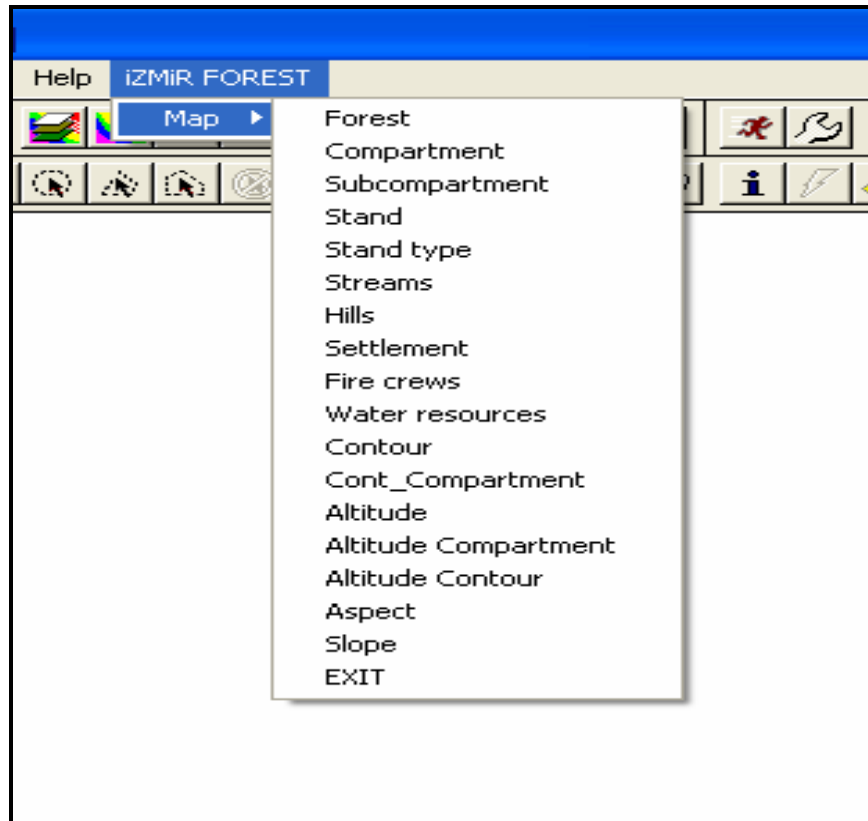 Help iZMiR FOREST
Map
Forest
Compartment
Subcompartment
Stand
Stand type
Streams
Hills
Settlement
Fire crews
Water resources
Contour
Cont_Compartment
Altitude
Altitude Compartment
Altitude Contour
Aspect
Slope
EXIT